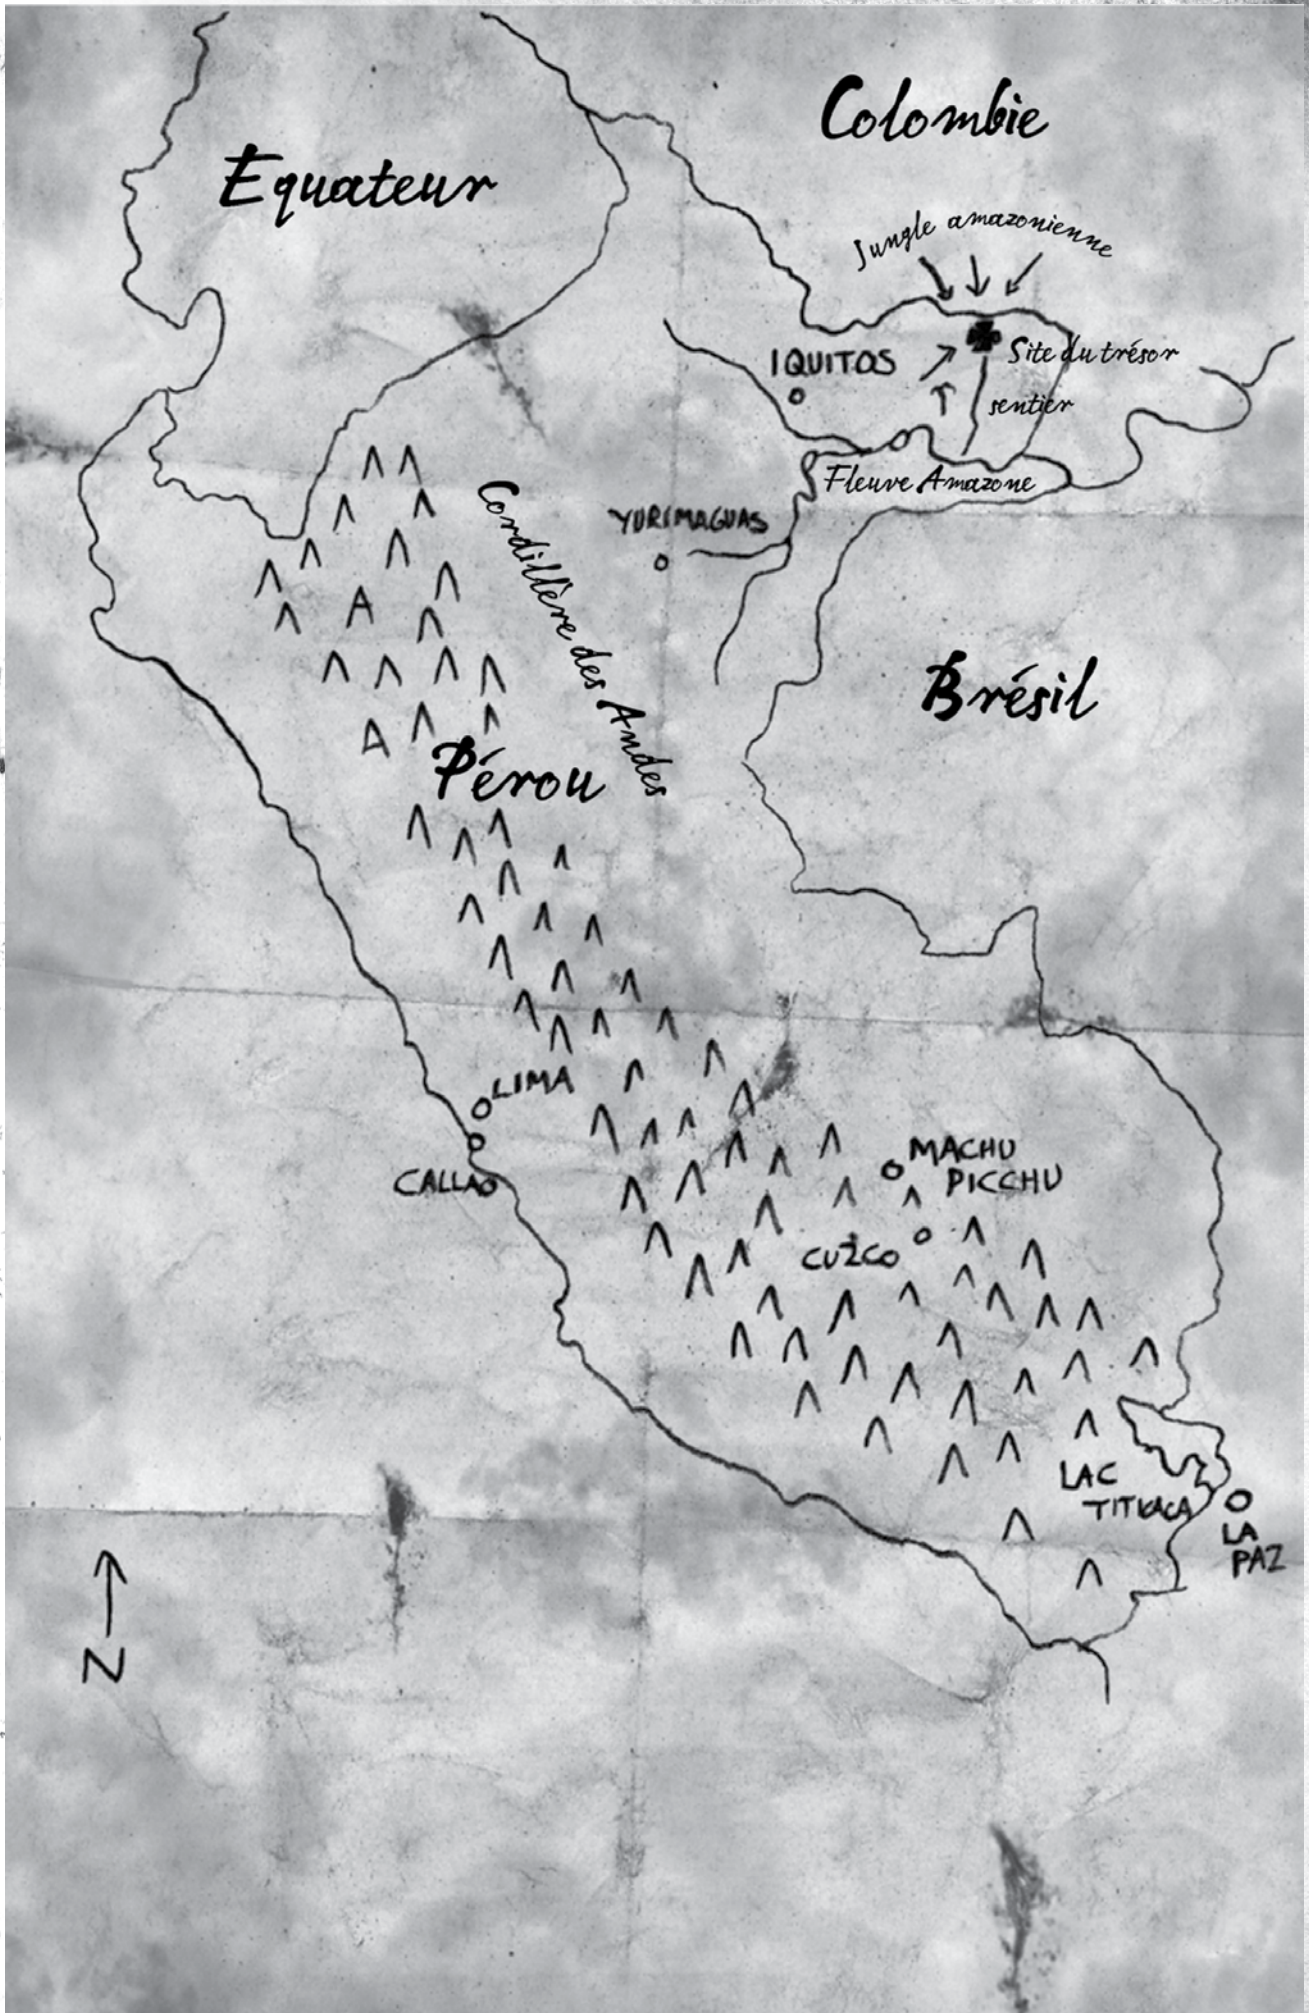 Colombie
Equateur
Jungle amazonienne
IQUITOS
Site du trésor
sentier
Fleuve Amazone
YURIMAGUAS
Cordillère des Andes
Brésil
Pérou
LIMA
MACHU
PICCHU
CALLAO
CUZCO
LAC
TITICACA
LA
PAZ
N